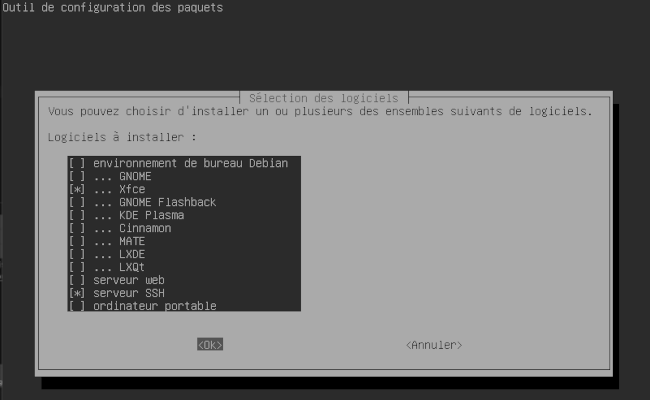 Outil de configuration des paquets
Sélection des logiciels
Vous pouvez choisir d'installer un ou plusieurs des ensembles suivants de logiciels.
Logiciels à installer :
[ ] environnement de bureau Debian
[ ] ... GNOME
[*] ... Xfce
[ ] ... GNOME Flashback
[ ] ... KDE Plasma
[ ] ... Cinnamon
[ ] ... MATE
[ ] ... LXDE
[ ] ... LXQt
[ ] serveur web
[*] serveur SSH
[ ] ordinateur portable
<Ok> <Annuler>